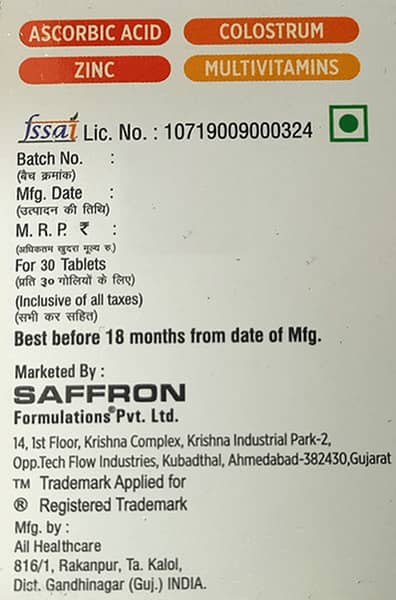 ASCORBIC ACID COLOSTRUM
ZINC MULTIVITAMINS
fssai Lic. No. : 10719009000324
Batch No. :
(बैच क्रमांक)
Mfg. Date :
(उत्पादन की तिथि)
M. R. P. ₹ :
(अधिकतम खुदरा मूल्य रु.)
For 30 Tablets
(प्रति ३० गोलियों के लिए)
(Inclusive of all taxes)
(सभी कर सहित)
Best before 18 months from date of Mfg.
Marketed By :
SAFFRON
Formulations® Pvt. Ltd.
14, 1st Floor, Krishna Complex, Krishna Industrial Park-2,
Opp.Tech Flow Industries, Kubadthal, Ahmedabad-382430,Gujarat
TM Trademark Applied for
® Registered Trademark
Mfg. by :
Ail Healthcare
816/1, Rakanpur, Ta. Kalol,
Dist. Gandhinagar (Guj.) INDIA.